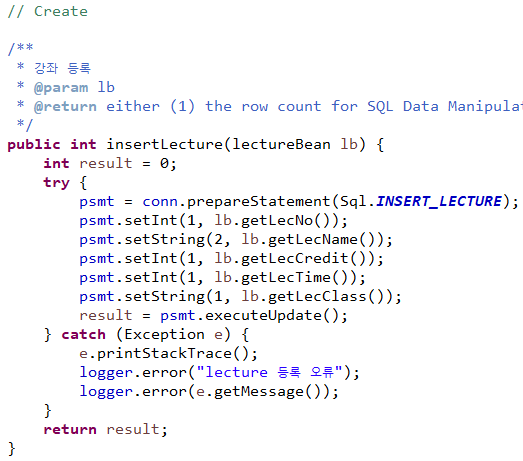 // Create
/**
* 강좌 등록
* @param lb
* @return either (1) the row count for SQL Data
*/
public int insertLecture(lectureBean lb) {
int result = 0;
try {
psmt = conn.prepareStatement(Sql.INSERT_LECTURE);
psmt.setInt(1, lb.getLecNo());
psmt.setString(2, lb.getLecName());
psmt.setInt(1, lb.getLecCredit());
psmt.setInt(1, lb.getLecTime());
psmt.setString(1, lb.getLecClass());
result = psmt.executeUpdate();
} catch (Exception e) {
e.printStackTrace();
logger.error("lecture 등록 오류");
logger.error(e.getMessage());
}
return result;
}